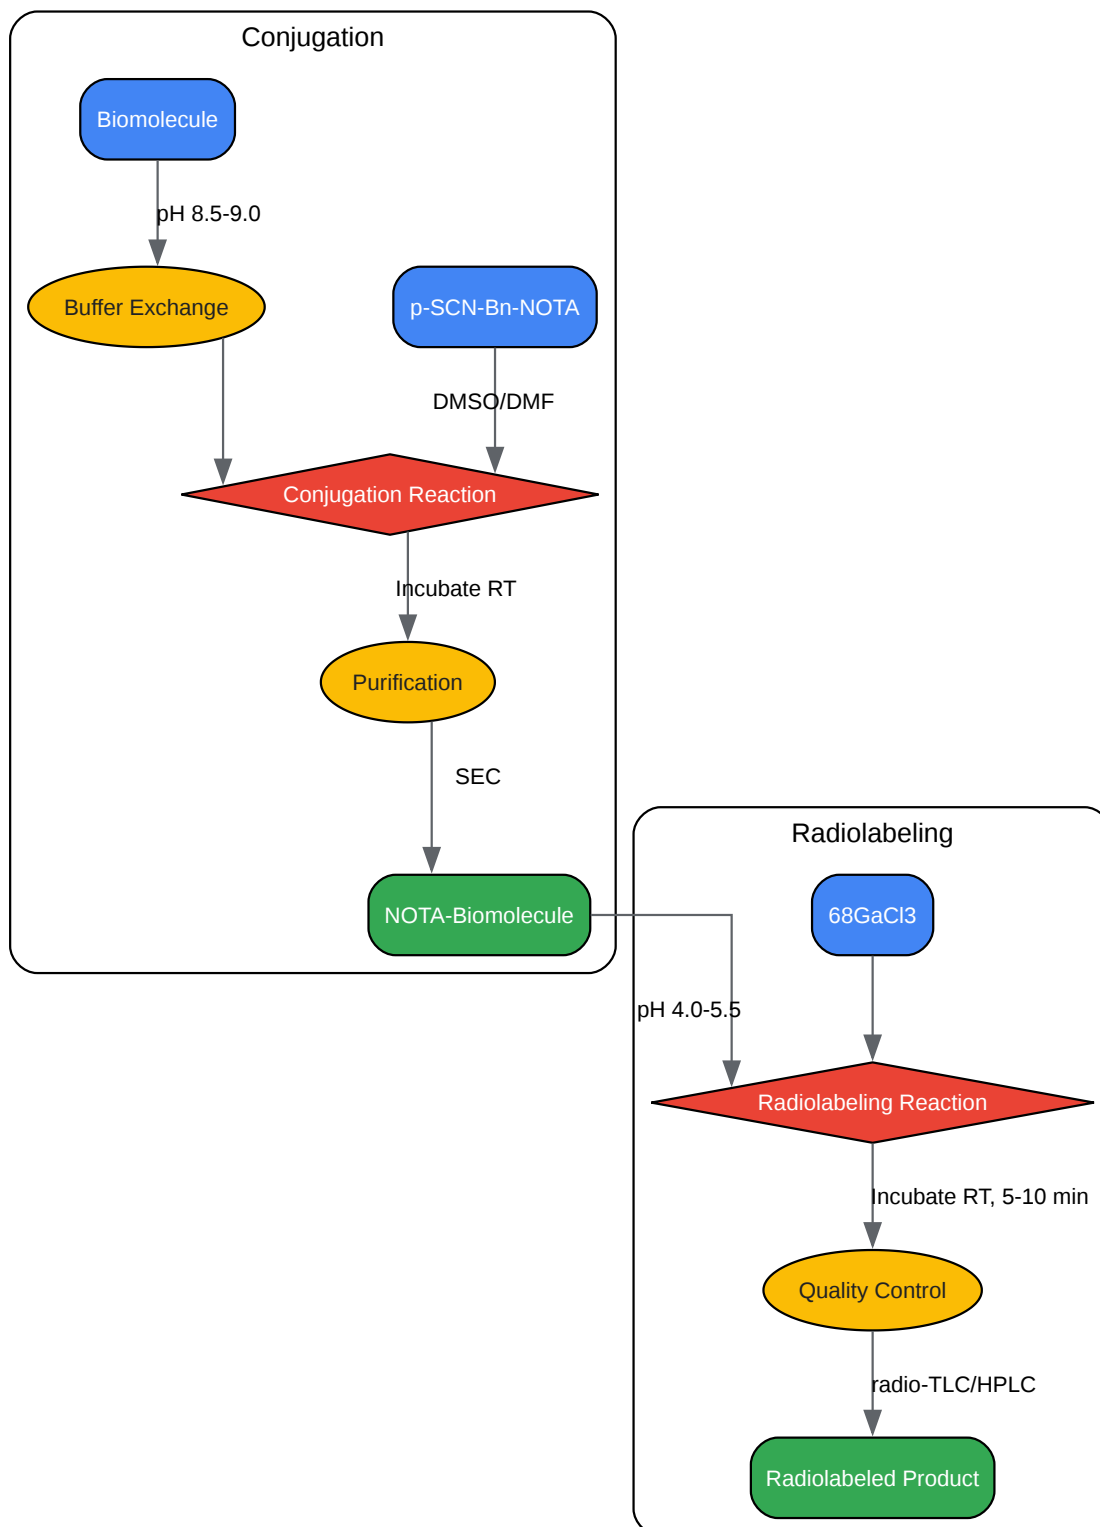 Conjugation
Biomolecule
pH 8.5-9.0
Buffer Exchange
p-SCN-Bn-NOTA
DMSO/DMF
Conjugation Reaction
Incubate RT
Purification
SEC
NOTA-Biomolecule
Radiolabeling
68GaCl3
pH 4.0-5.5
Radiolabeling Reaction
Incubate RT, 5-10 min
Quality Control
radio-TLC/HPLC
Radiolabeled Product